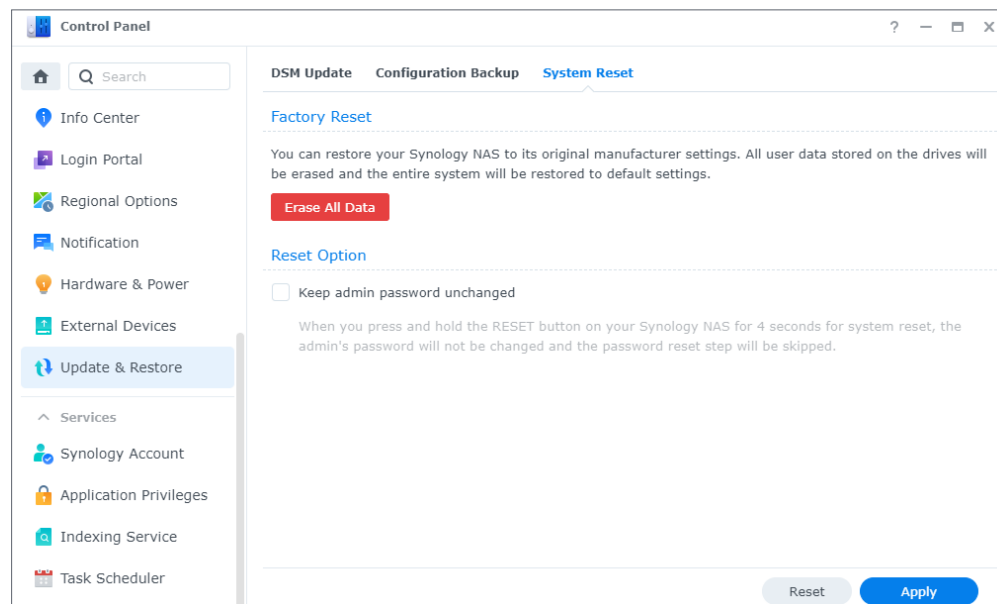 Control Panel
?
Search
DSM Update Configuration Backup System Reset
Info Center
Login Portal
Regional Options
Notification
Hardware & Power
External Devices
Update & Restore
Services
Synology Account
Application Privileges
Indexing Service
Task Scheduler
Factory Reset
You can restore your Synology NAS to its original manufacturer settings. All user data stored on the drives will
be erased and the entire system will be restored to default settings.
Erase All Data
Reset Option
Keep admin password unchanged
When you press and hold the RESET button on your Synology NAS for 4 seconds for system reset, the
admin's password will not be changed and the password reset step will be skipped.
Reset Apply